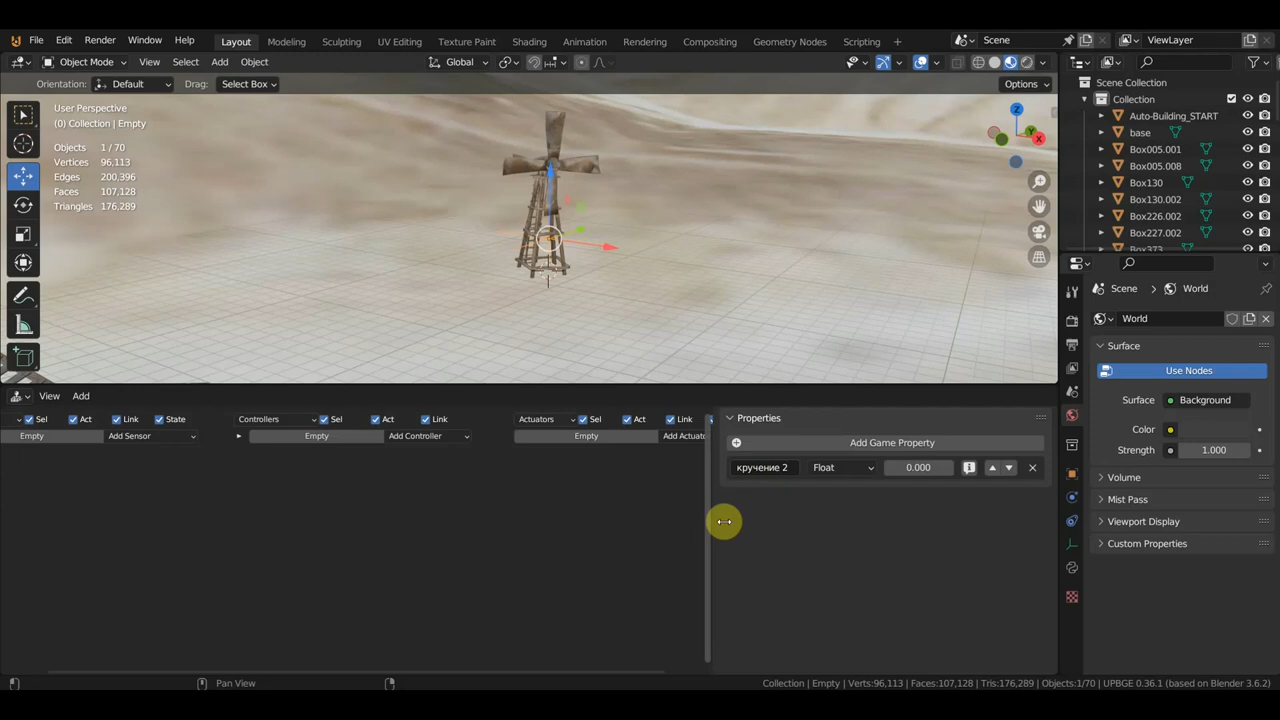 File Edit Render Window Help Layout Modeling Sculpting UV Editing Texture Paint Shading Animation Rendering Compositing Geometry Nodes Scripting + Scene ViewLayer
Object Mode View Select Add Object Global
Orientation: Default Drag: Select Box Options
User Perspective
(0) Collection | Empty
Objects 1 / 70
Vertices 96,113
Edges 200,396
Faces 107,128
Triangles 176,289
Z
Y
X
Scene Collection
Collection
Auto-Building_START
base
Box005.001
Box005.008
Box130
Box130.002
Box226.002
Box227.002
Box373
Scene > World
World
Surface
Use Nodes
Surface Background
Color
Strength 1.000
Volume
Mist Pass
Viewport Display
Custom Properties
View Add
Sel Act Link State Controllers Sel Act Link Actuators Sel Act Link
Empty Add Sensor Empty Add Controller Empty Add Actuato
Properties
Add Game Property
кручение 2 Float 0.000
Pan View
Collection | Empty | Verts:96,113 | Faces:107,128 | Tris:176,289 | Objects:1/70 | UPBGE 0.36.1 (based on Blender 3.6.2)